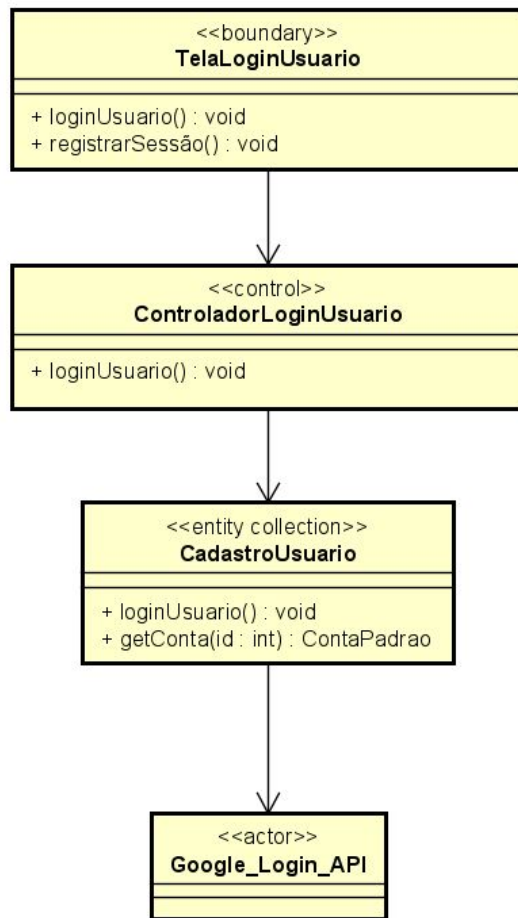 <<boundary>>
TelaLoginUsuario
+ loginUsuario() : void
+ registrarSessão() : void
<<control>>
ControladorLoginUsuario
+ loginUsuario() : void
<<entity collection>>
CadastroUsuario
+ loginUsuario() : void
+ getConta(id : int) : ContaPadrao
<<actor>>
Google_Login_API